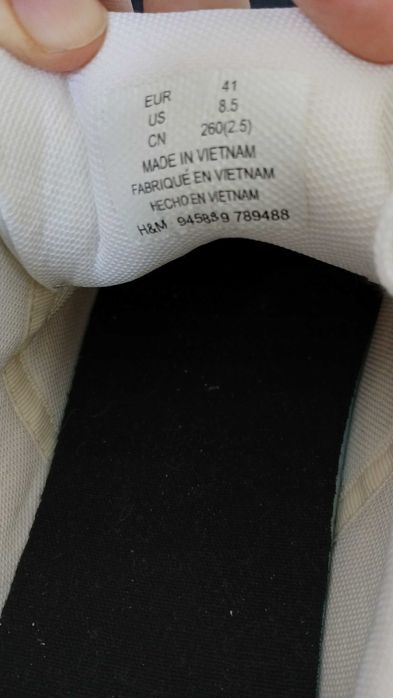 EUR 41
US 8.5
CN 260(2.5)
MADE IN VIETNAM
FABRIQUÉ EN VIETNAM
HECHO EN VIETNAM
H&M 789488